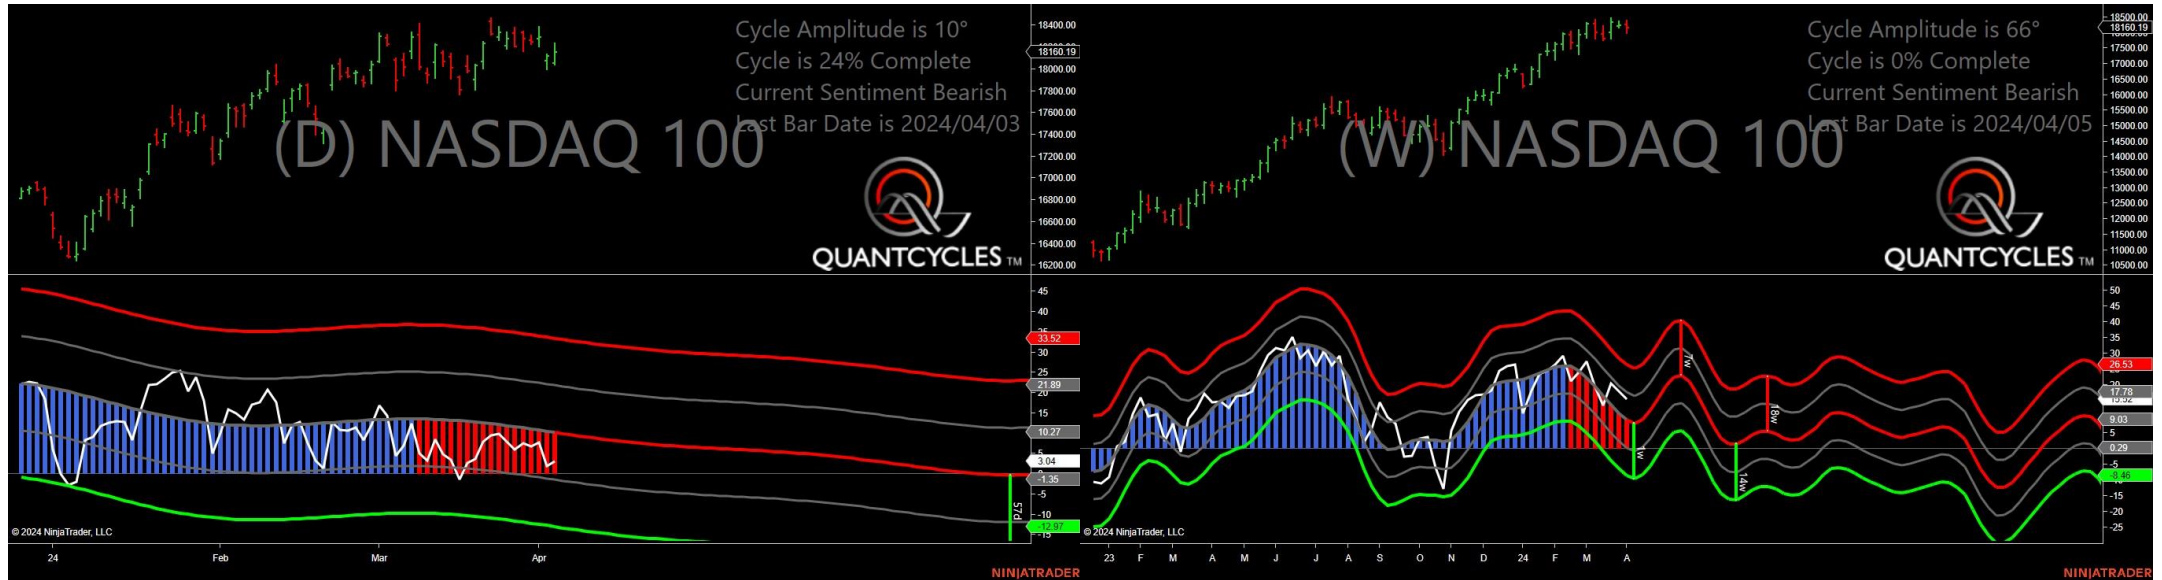 Cycle Amplitude is 10°
Cycle is 24% Complete
Current Sentiment Bearish
Last Bar Date is 2024/04/03
(D) NASDAQ 100
QUANTCYCLES TM
18400.00
18160.19
18000.00
17800.00
17600.00
17400.00
17200.00
17000.00
16800.00
16600.00
16400.00
16200.00
45
40
33.52
30
25
21.89
20
15
10.27
5
3.04
-1.35
-5
-10
-12.97
-15
57d
© 2024 NinjaTrader, LLC
24 Feb Mar Apr
NINJATRADER
Cycle Amplitude is 66°
Cycle is 0% Complete
Current Sentiment Bearish
Last Bar Date is 2024/04/05
(W) NASDAQ 100
QUANTCYCLES TM
18500.00
18160.19
17500.00
17000.00
16500.00
16000.00
15500.00
15000.00
14500.00
14000.00
13500.00
13000.00
12500.00
12000.00
11500.00
11000.00
10500.00
50
45
40
35
30
26.53
17.78
9.03
5
0.29
-5
-8.46
-15
-20
-25
7w
18w
1w
14w
© 2024 NinjaTrader, LLC
23 F M A M J J A S O N D 24 F M A
NINJATRADER